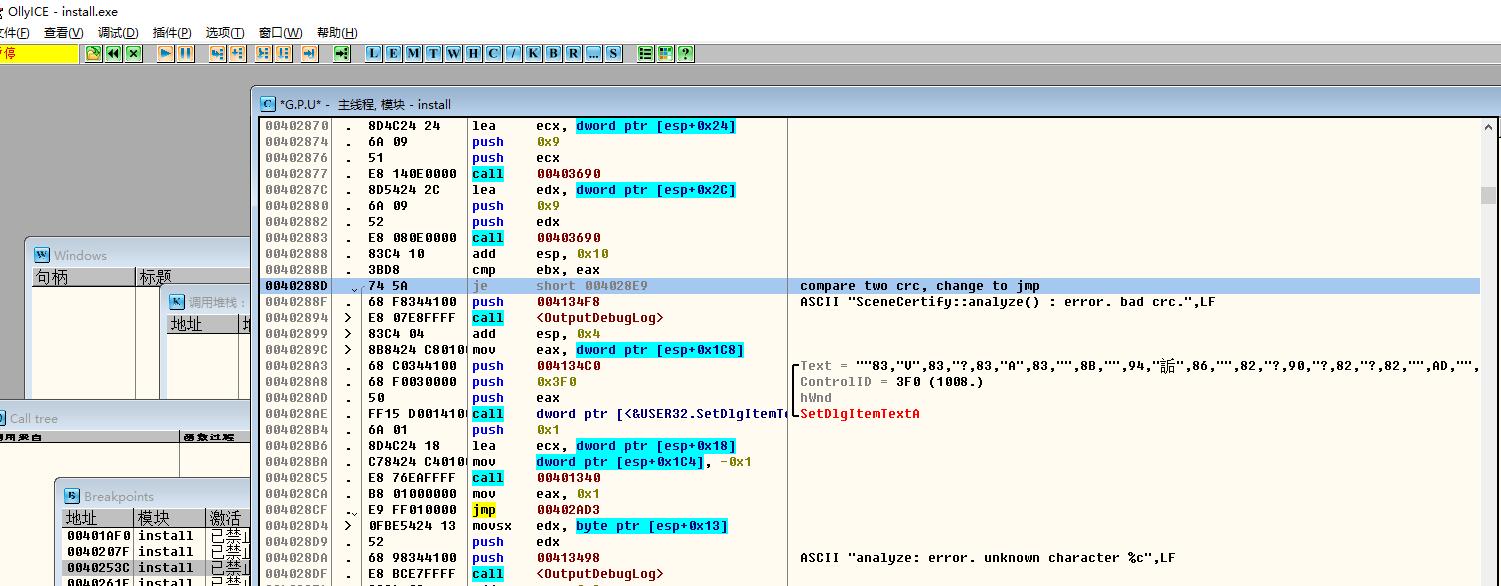 OllyICE - install.exe
文件(F) 查看(V) 调试(D) 插件(P) 选项(T) 窗口(W) 帮助(H)
停 L E M T W H C / K B R ... S ?
C *G.P.U* - 主线程, 模块 - install
00402870 . 8D4C24 24 lea ecx, dword ptr [esp+0x24]
00402874 . 6A 09 push 0x9
00402876 . 51 push ecx
00402877 . E8 140E0000 call 00403690
0040287C . 8D5424 2C lea edx, dword ptr [esp+0x2C]
00402880 . 6A 09 push 0x9
00402882 . 52 push edx
00402883 . E8 080E0000 call 00403690
00402888 . 83C4 10 add esp, 0x10
0040288B . 3BD8 cmp ebx, eax
0040288D . 74 5A je short 004028E9 compare two crc, change to jmp
0040288F . 68 F8344100 push 004134F8 ASCII "SceneCertify::analyze() : error. bad crc.",LF
00402894 > E8 07E8FFFF call <OutputDebugLog>
00402899 . 83C4 04 add esp, 0x4
0040289C > 8B8424 C80100 mov eax, dword ptr [esp+0x1C8]
004028A3 . 68 C0344100 push 004134C0 Text = ""83,"V",83,"?,83,"A",83,"",8B,"",94,"詬",86,"",82,"?,90,"?,82,"?,82,"",AD,"",
004028A8 . 68 F0030000 push 0x3F0 ControlID = 3F0 (1008.)
004028AD . 50 push eax hWnd
004028AE . FF15 D0014100 call dword ptr [<&USER32.SetDlgItemT SetDlgItemTextA
004028B4 . 6A 01 push 0x1
004028B6 . 8D4C24 18 lea ecx, dword ptr [esp+0x18]
004028BA . C78424 C40100 mov dword ptr [esp+0x1C4], -0x1
004028C5 . E8 76EAFFFF call 00401340
004028CA . B8 01000000 mov eax, 0x1
004028CF . E9 FF010000 jmp 00402AD3
004028D4 > 0FBE5424 13 movsx edx, byte ptr [esp+0x13]
004028D9 . 52 push edx
004028DA . 68 98344100 push 00413498 ASCII "analyze: error. unknown character %c",LF
004028DF . E8 BCE7FFFF call <OutputDebugLog>
W Windows
句柄 标题
K 调用堆栈:
地址
Call tree
函数过程
B Breakpoints
地址 模块 激活
00401AF0 install 已禁止
0040207F install 已禁止
0040253C install 已禁止
0040261F install 已禁止